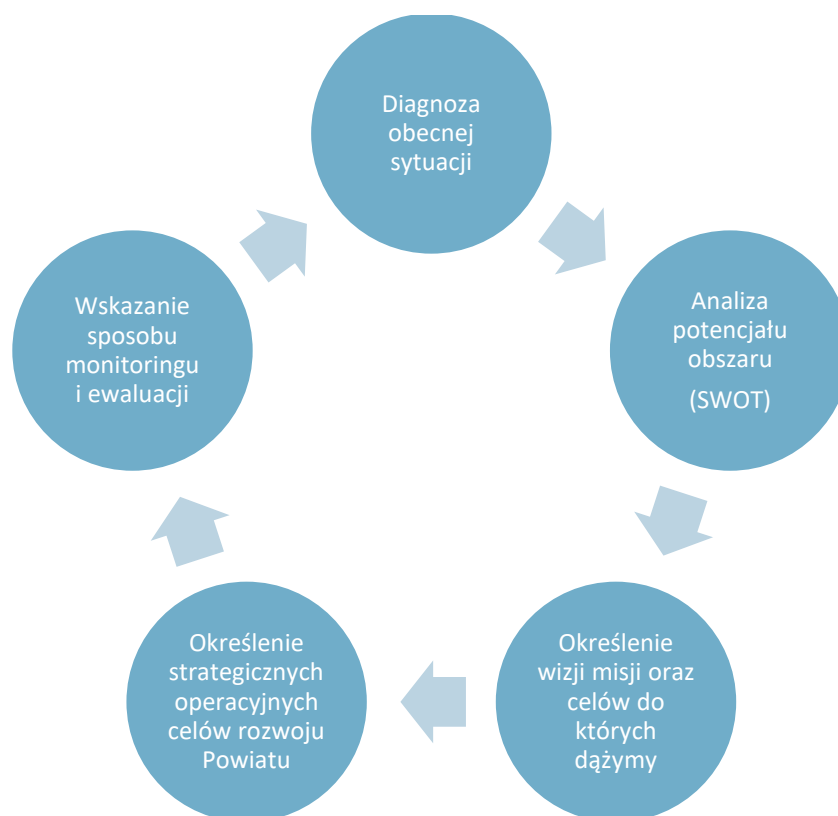 Diagnoza
obecnej
sytuacji
Analiza
potencjału
obszaru
(SWOT)
Określenie
wizji misji oraz
celów do
których
dążymy
Określenie
strategicznych
operacyjnych
celów rozwoju
Powiatu
Wskazanie
sposobu
monitoringu
i ewaluacji